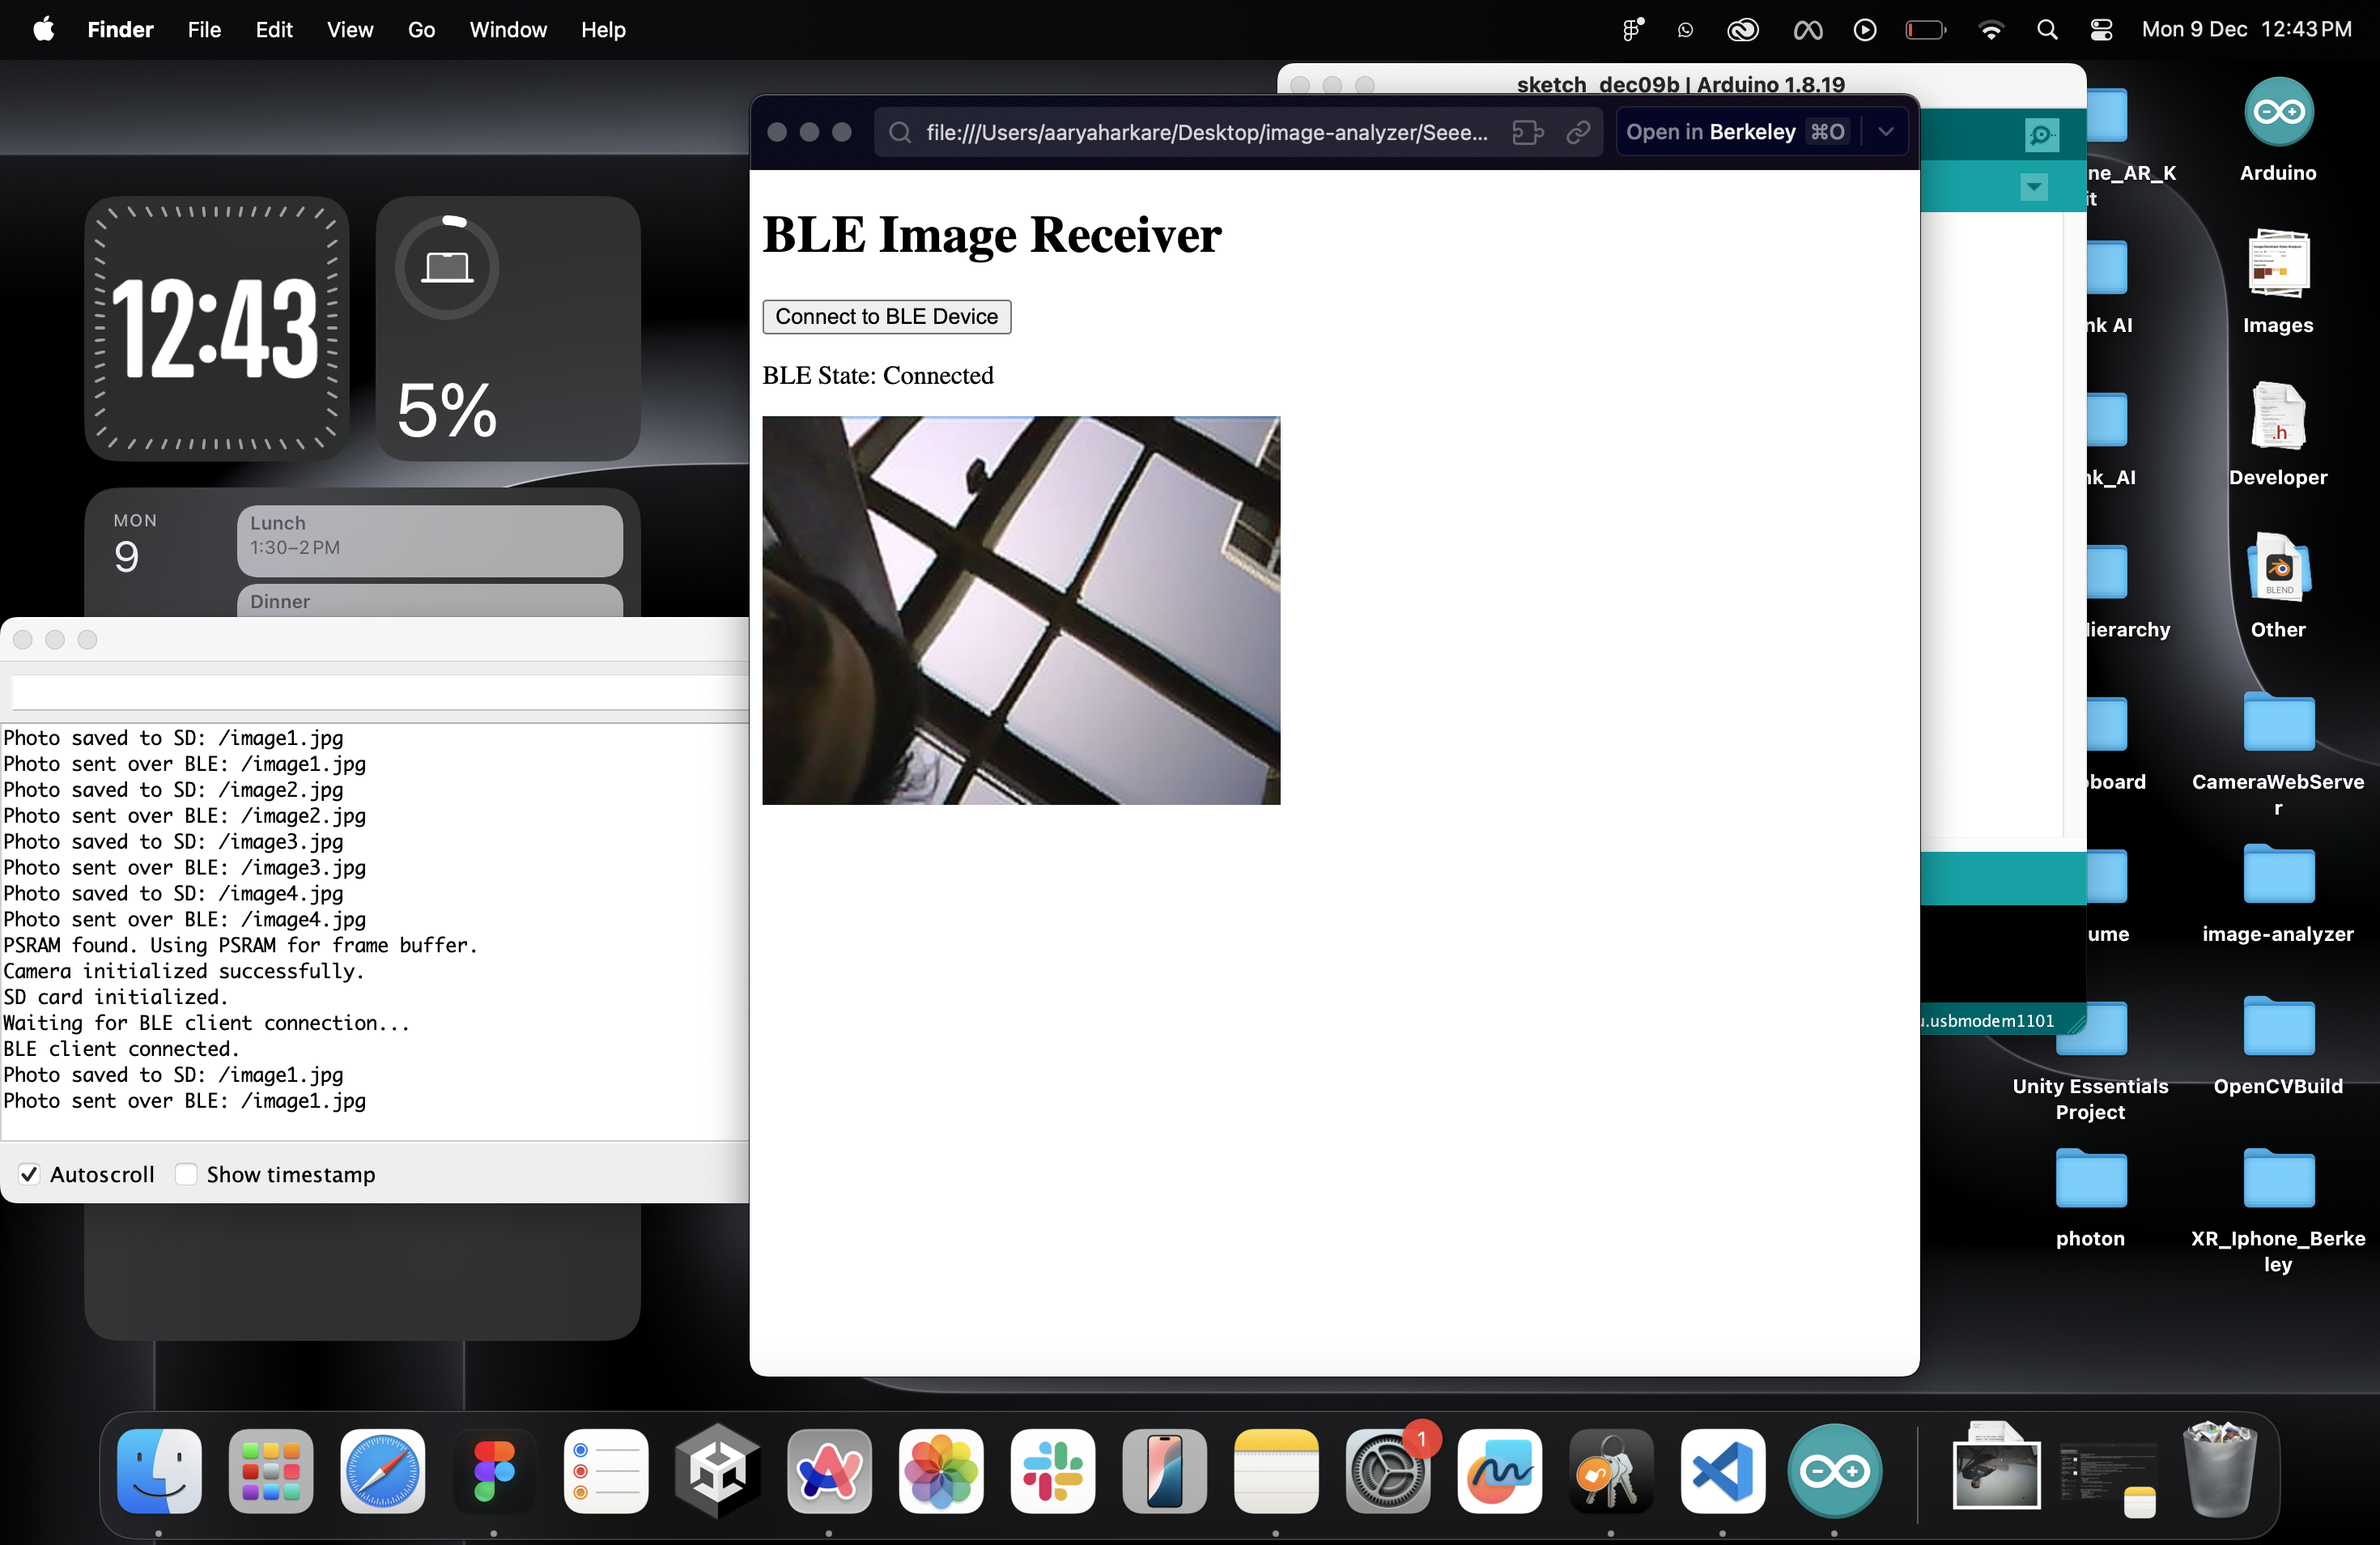 Finder File Edit View Go Window Help
Mon 9 Dec 12:43 PM
sketch_dec09b | Arduino 1.8.19
file:///Users/aaryaharkare/Desktop/image-analyzer/Seee...
Open in Berkeley ⌘O
BLE Image Receiver
Connect to BLE Device
BLE State: Connected
12:43
5%
MON
9
Lunch
1:30–2 PM
Dinner
Photo saved to SD: /image1.jpg
Photo sent over BLE: /image1.jpg
Photo saved to SD: /image2.jpg
Photo sent over BLE: /image2.jpg
Photo saved to SD: /image3.jpg
Photo sent over BLE: /image3.jpg
Photo saved to SD: /image4.jpg
Photo sent over BLE: /image4.jpg
PSRAM found. Using PSRAM for frame buffer.
Camera initialized successfully.
SD card initialized.
Waiting for BLE client connection...
BLE client connected.
Photo saved to SD: /image1.jpg
Photo sent over BLE: /image1.jpg
Autoscroll Show timestamp
u.usbmodem1101
ne_AR_K
it
Arduino
nk AI
Images
nk_AI
.h
Developer
BLEND
ierarchy
Other
board
CameraWebServe
r
ume
image-analyzer
Unity Essentials
Project
OpenCVBuild
photon
XR_Iphone_Berke
ley
1